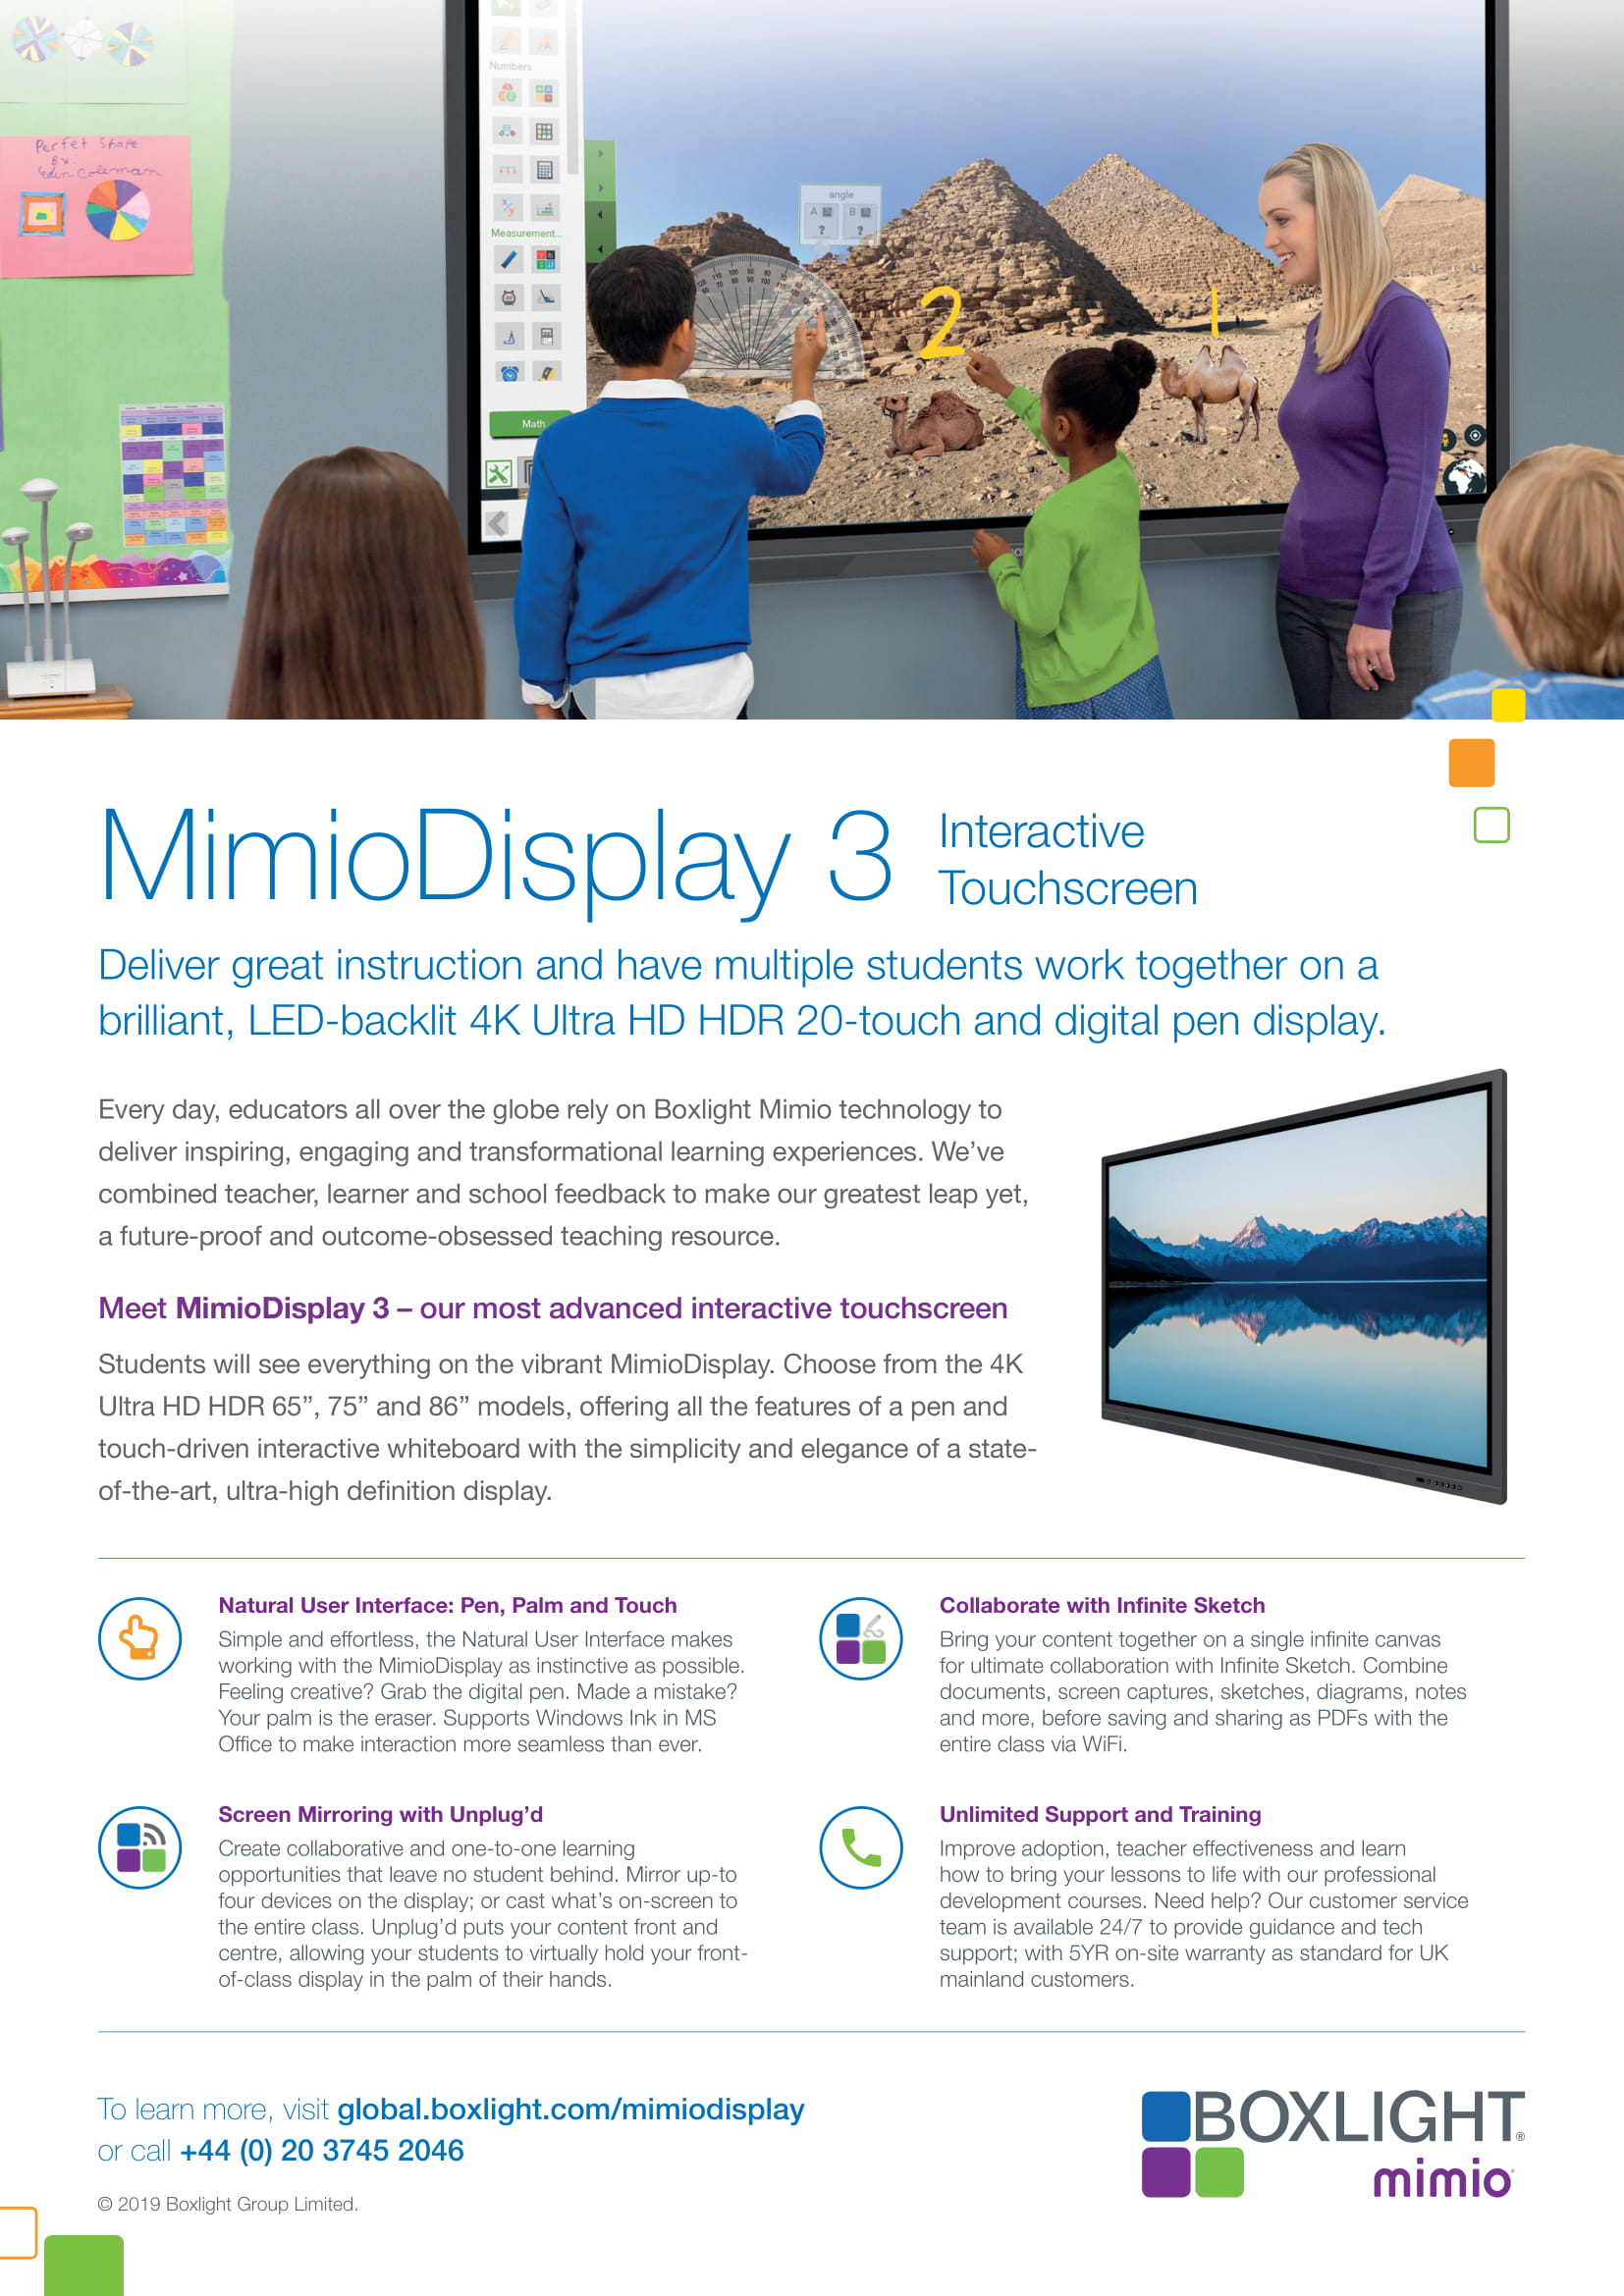 Perfet Shape
By:
Edin Coleman
Numbers
Measurement...
Math
angle
A B
? ?
2
1
MimioDisplay 3
Interactive
Touchscreen
Deliver great instruction and have multiple students work together on a
brilliant, LED-backlit 4K Ultra HD HDR 20-touch and digital pen display.
Every day, educators all over the globe rely on Boxlight Mimio technology to
deliver inspiring, engaging and transformational learning experiences. We’ve
combined teacher, learner and school feedback to make our greatest leap yet,
a future-proof and outcome-obsessed teaching resource.
Meet MimioDisplay 3 – our most advanced interactive touchscreen
Students will see everything on the vibrant MimioDisplay. Choose from the 4K
Ultra HD HDR 65”, 75” and 86” models, offering all the features of a pen and
touch-driven interactive whiteboard with the simplicity and elegance of a state-
of-the-art, ultra-high definition display.
Natural User Interface: Pen, Palm and Touch
Simple and effortless, the Natural User Interface makes
working with the MimioDisplay as instinctive as possible.
Feeling creative? Grab the digital pen. Made a mistake?
Your palm is the eraser. Supports Windows Ink in MS
Office to make interaction more seamless than ever.
Collaborate with Infinite Sketch
Bring your content together on a single infinite canvas
for ultimate collaboration with Infinite Sketch. Combine
documents, screen captures, sketches, diagrams, notes
and more, before saving and sharing as PDFs with the
entire class via WiFi.
Screen Mirroring with Unplug’d
Create collaborative and one-to-one learning
opportunities that leave no student behind. Mirror up-to
four devices on the display; or cast what’s on-screen to
the entire class. Unplug’d puts your content front and
centre, allowing your students to virtually hold your front-
of-class display in the palm of their hands.
Unlimited Support and Training
Improve adoption, teacher effectiveness and learn
how to bring your lessons to life with our professional
development courses. Need help? Our customer service
team is available 24/7 to provide guidance and tech
support; with 5YR on-site warranty as standard for UK
mainland customers.
To learn more, visit global.boxlight.com/mimiodisplay
or call +44 (0) 20 3745 2046
© 2019 Boxlight Group Limited.
BOXLIGHT®
mimio